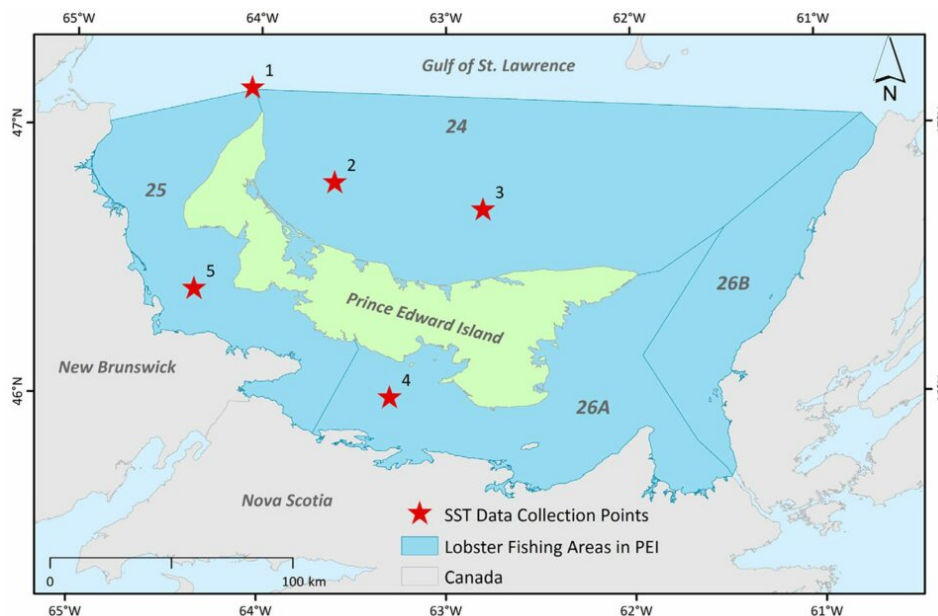 65°W 64°W 63°W 62°W 61°W
Gulf of St. Lawrence
N
1
47°N
24
2
25
3
5
26B
Prince Edward Island
New Brunswick
4
46°N
26A
Nova Scotia
SST Data Collection Points
Lobster Fishing Areas in PEI
0 100 km
Canada
65°W 64°W 63°W 62°W 61°W